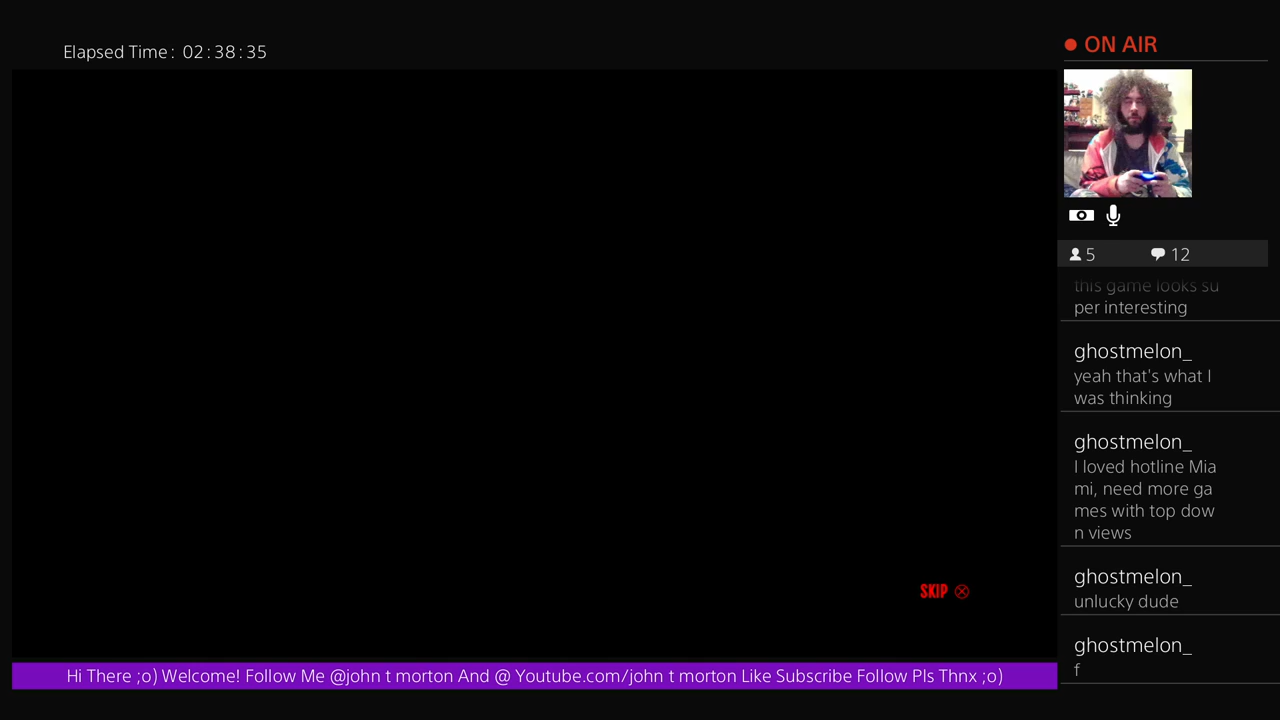 Elapsed Time: 02:38:35
ON AIR
5 12
this game looks su
per interesting
ghostmelon_
yeah that's what I
was thinking
ghostmelon_
I loved hotline Mia
mi, need more ga
mes with top dow
n views
ghostmelon_
unlucky dude
ghostmelon_
f
SKIP
Hi There ;o) Welcome! Follow Me @john t morton And @ Youtube.com/john t morton Like Subscribe Follow Pls Thnx ;o)